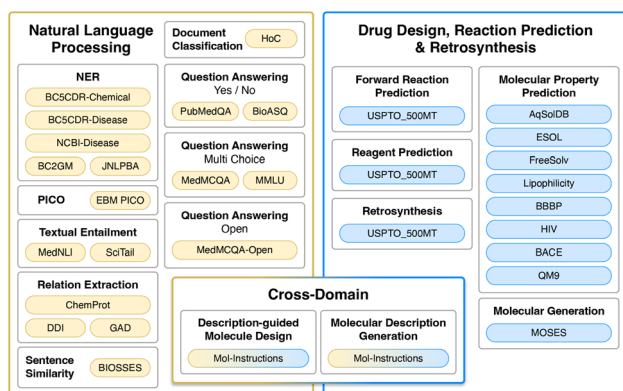 Natural Language
Processing
NER
BC5CDR-Chemical
BC5CDR-Disease
NCBI-Disease
BC2GM
JNLPBA
PICO
EBM PICO
Textual Entailment
MedNLI
SciTail
Relation Extraction
ChemProt
DDI
GAD
Sentence
Similarity
BIOSSES
Document
Classification
HoC
Question Answering
Yes / No
PubMedQA
BioASQ
Question Answering
Multi Choice
MedMCQA
MMLU
Question Answering
Open
MedMCQA-Open
Cross-Domain
Description-guided
Molecule Design
Mol-Instructions
Molecular Description
Generation
Mol-Instructions
Drug Design, Reaction Prediction
& Retrosynthesis
Forward Reaction
Prediction
USPTO_500MT
Reagent Prediction
USPTO_500MT
Retrosynthesis
USPTO_500MT
Molecular Property
Prediction
AqSolDB
ESOL
FreeSolv
Lipophilicity
BBBP
HIV
BACE
QM9
Molecular Generation
MOSES